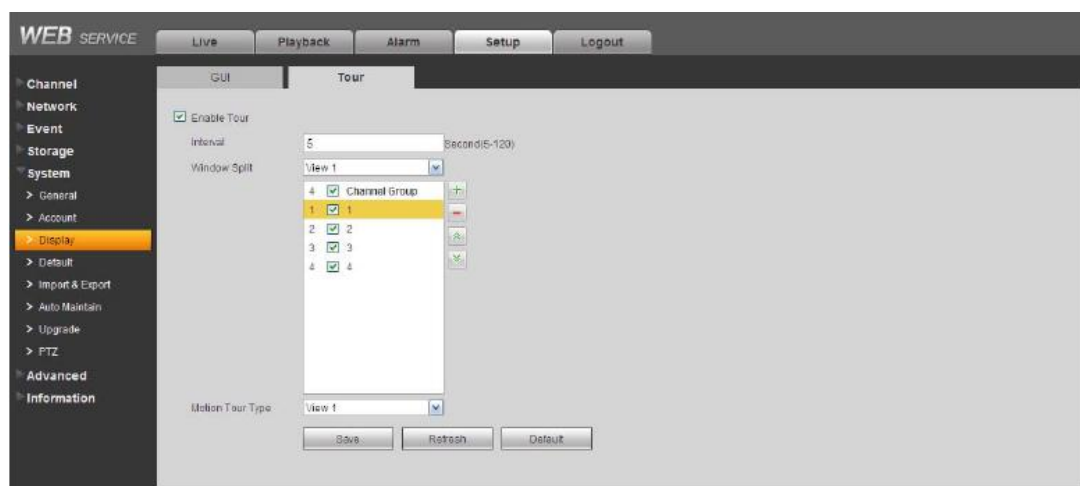 WEB SERVICE
Live Playback Alarm Setup Logout
GUI Tour
Channel
Network
Event
Storage
System
> General
> Account
> Display
> Default
> Import & Export
> Auto Maintain
> Upgrade
> PTZ
Advanced
Information
Enable Tour
Interval 5 Second(5-120)
Window Split View 1
4 Channel Group
1 1
2 2
3 3
4 4
Motion Tour Type View 1
Save Refresh Default